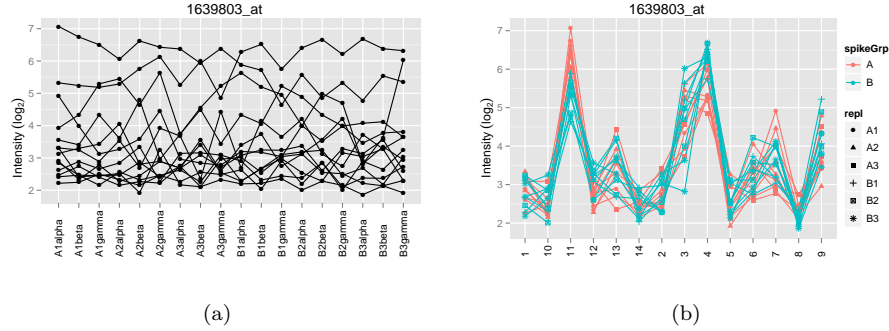 1639803_at
7
6
5
4
3
2
Intensity (log2)
A1alpha
A1beta
A1gamma
A2alpha
A2beta
A2gamma
A3alpha
A3beta
A3gamma
B1alpha
B1beta
B1gamma
B2alpha
B2beta
B2gamma
B3alpha
B3beta
B3gamma
(a)
1639803_at
7
6
5
4
3
2
Intensity (log2)
1
10
11
12
13
14
2
3
4
5
6
7
8
9
(b)
spikeGrp
A
B
repl
A1
A2
A3
B1
B2
B3